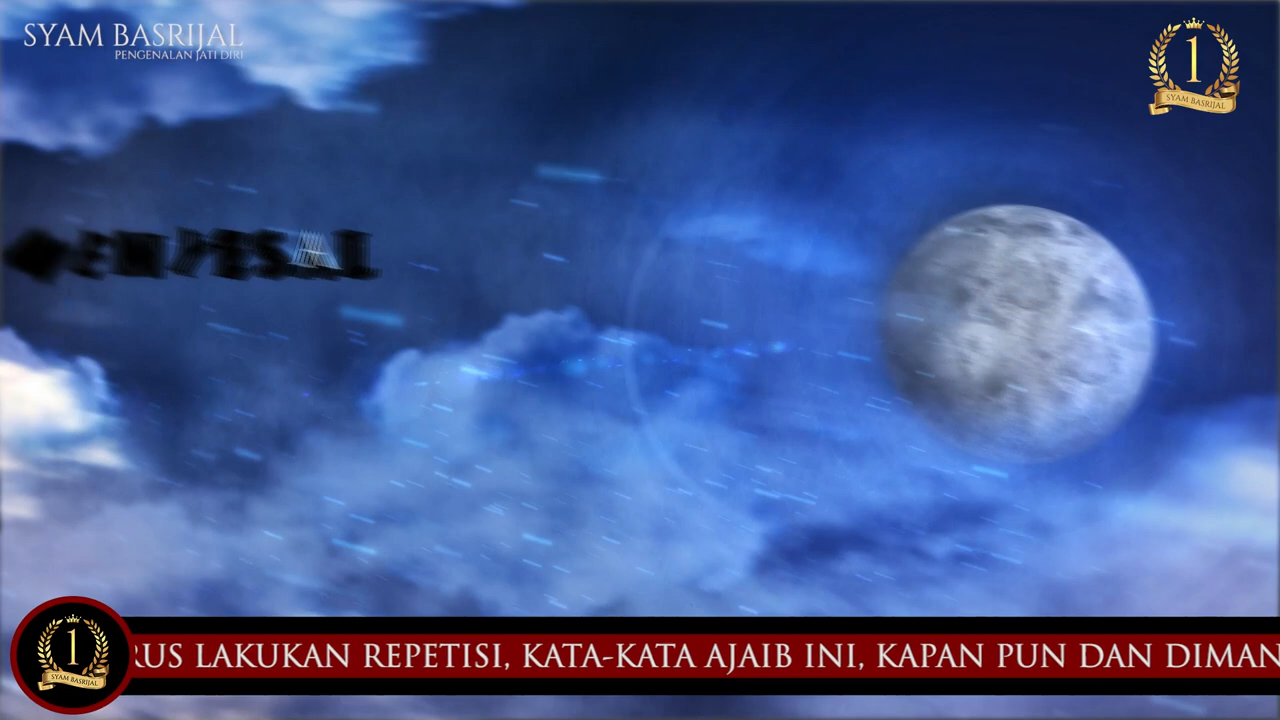 SYAM BASRIJAL
PENGENALAN JATI DIRI
1
SYAM BASRIJAL
1
SYAM BASRIJAL
RUS LAKUKAN REPETISI, KATA-KATA AJAIB INI, KAPAN PUN DAN DIMAN